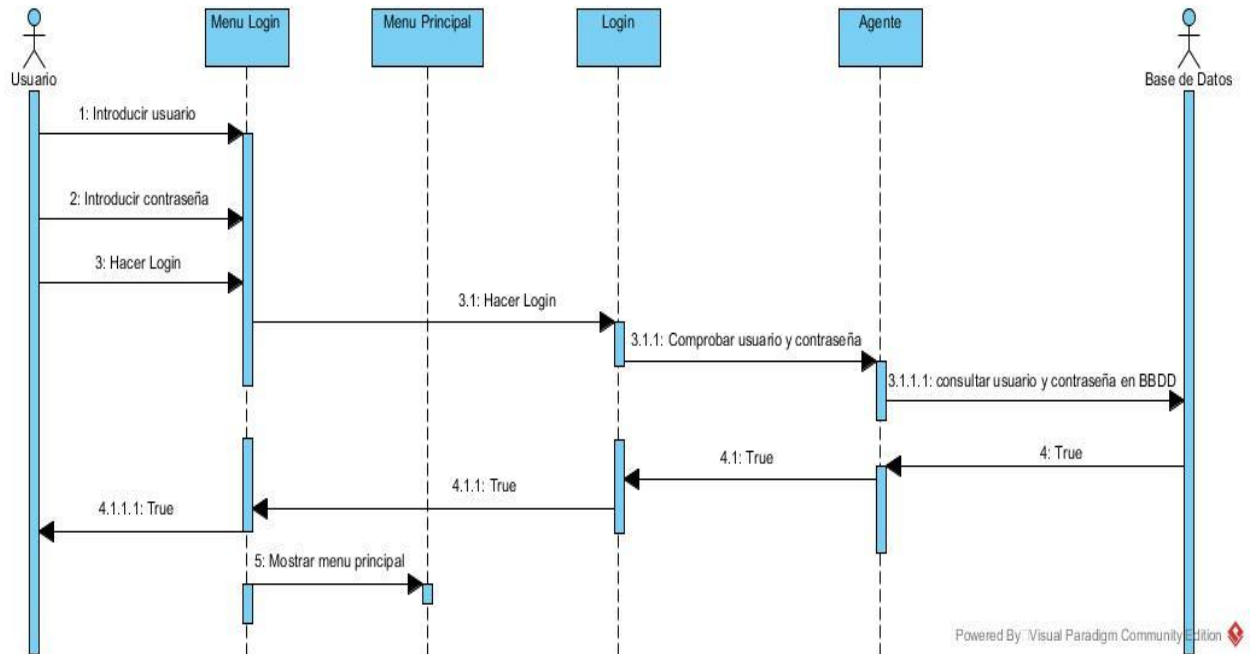 Menu Login
Menu Principal
Login
Agente
Usuario
Base de Datos
1: Introducir usuario
2: Introducir contraseña
3: Hacer Login
3.1: Hacer Login
3.1.1: Comprobar usuario y contraseña
3.1.1.1: consultar usuario y contraseña en BBDD
4: True
4.1: True
4.1.1: True
4.1.1.1: True
5: Mostrar menu principal
Powered By Visual Paradigm Community Edition